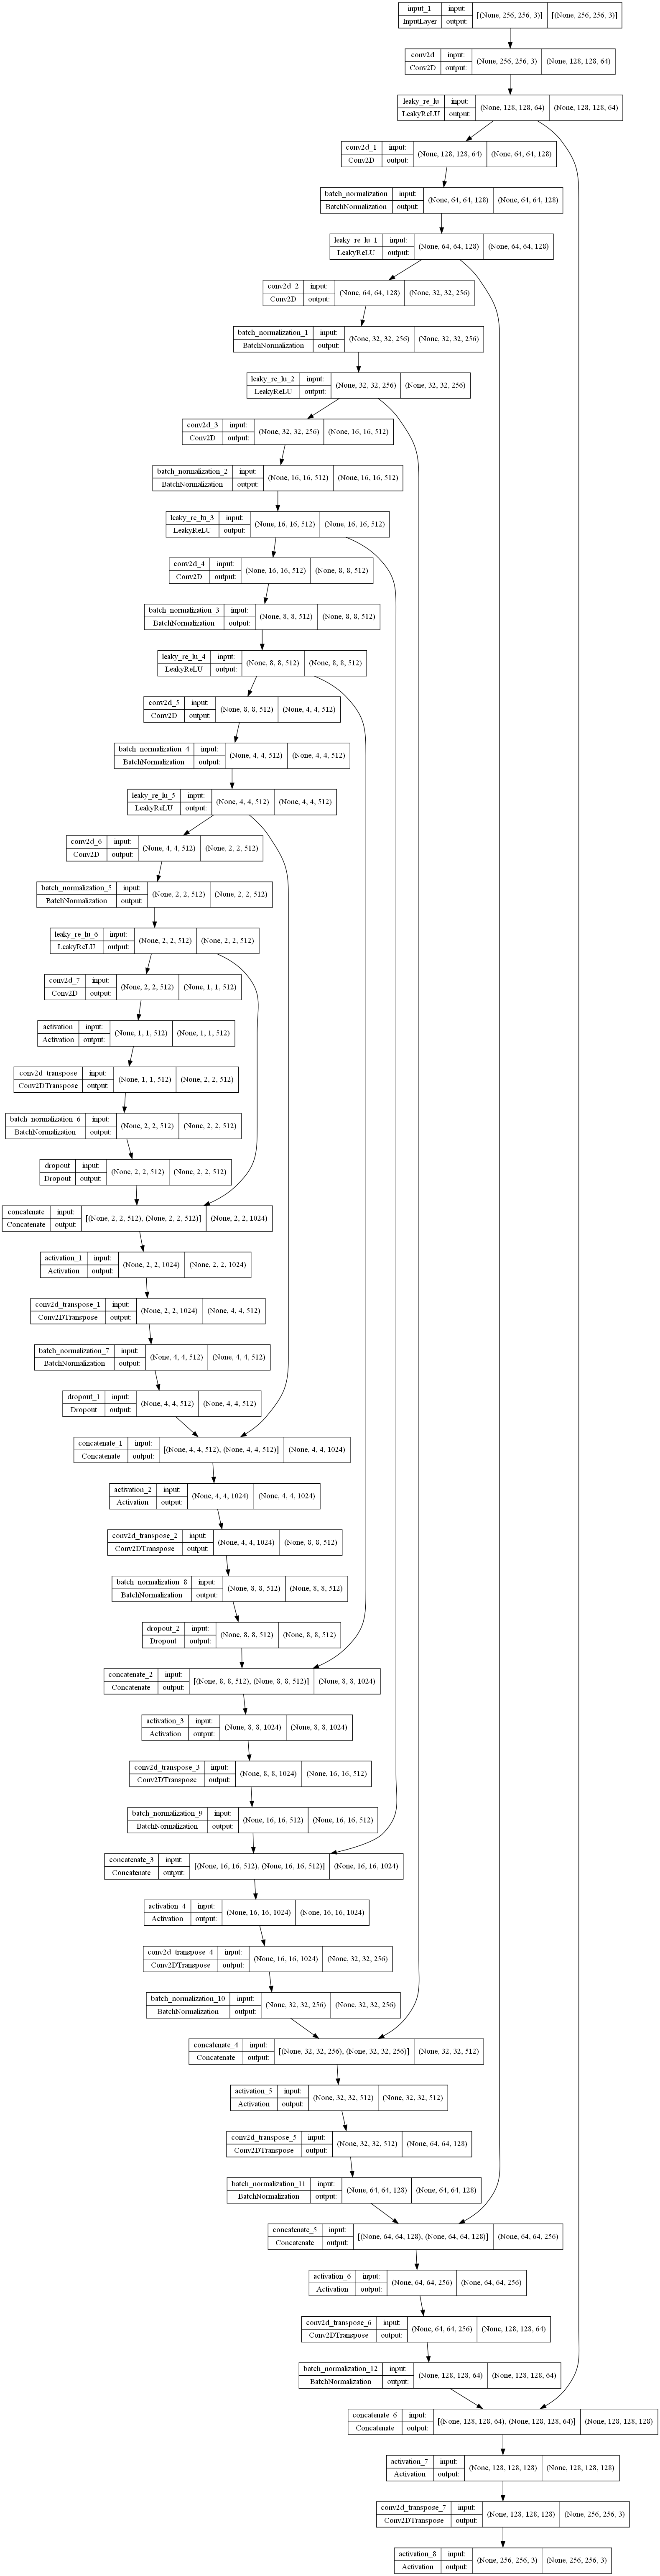 input_1 input: [(None, 256, 256, 3)] [(None, 256, 256, 3)]
InputLayer output:
conv2d input: (None, 256, 256, 3) (None, 128, 128, 64)
Conv2D output:
leaky_re_lu input: (None, 128, 128, 64) (None, 128, 128, 64)
LeakyReLU output:
conv2d_1 input: (None, 128, 128, 64) (None, 64, 64, 128)
Conv2D output:
batch_normalization input: (None, 64, 64, 128) (None, 64, 64, 128)
BatchNormalization output:
leaky_re_lu_1 input: (None, 64, 64, 128) (None, 64, 64, 128)
LeakyReLU output:
conv2d_2 input: (None, 64, 64, 128) (None, 32, 32, 256)
Conv2D output:
batch_normalization_1 input: (None, 32, 32, 256) (None, 32, 32, 256)
BatchNormalization output:
leaky_re_lu_2 input: (None, 32, 32, 256) (None, 32, 32, 256)
LeakyReLU output:
conv2d_3 input: (None, 32, 32, 256) (None, 16, 16, 512)
Conv2D output:
batch_normalization_2 input: (None, 16, 16, 512) (None, 16, 16, 512)
BatchNormalization output:
leaky_re_lu_3 input: (None, 16, 16, 512) (None, 16, 16, 512)
LeakyReLU output:
conv2d_4 input: (None, 16, 16, 512) (None, 8, 8, 512)
Conv2D output:
batch_normalization_3 input: (None, 8, 8, 512) (None, 8, 8, 512)
BatchNormalization output:
leaky_re_lu_4 input: (None, 8, 8, 512) (None, 8, 8, 512)
LeakyReLU output:
conv2d_5 input: (None, 8, 8, 512) (None, 4, 4, 512)
Conv2D output:
batch_normalization_4 input: (None, 4, 4, 512) (None, 4, 4, 512)
BatchNormalization output:
leaky_re_lu_5 input: (None, 4, 4, 512) (None, 4, 4, 512)
LeakyReLU output:
conv2d_6 input: (None, 4, 4, 512) (None, 2, 2, 512)
Conv2D output:
batch_normalization_5 input: (None, 2, 2, 512) (None, 2, 2, 512)
BatchNormalization output:
leaky_re_lu_6 input: (None, 2, 2, 512) (None, 2, 2, 512)
LeakyReLU output:
conv2d_7 input: (None, 2, 2, 512) (None, 1, 1, 512)
Conv2D output:
activation input: (None, 1, 1, 512) (None, 1, 1, 512)
Activation output:
conv2d_transpose input: (None, 1, 1, 512) (None, 2, 2, 512)
Conv2DTranspose output:
batch_normalization_6 input: (None, 2, 2, 512) (None, 2, 2, 512)
BatchNormalization output:
dropout input: (None, 2, 2, 512) (None, 2, 2, 512)
Dropout output:
concatenate input: [(None, 2, 2, 512), (None, 2, 2, 512)] (None, 2, 2, 1024)
Concatenate output:
activation_1 input: (None, 2, 2, 1024) (None, 2, 2, 1024)
Activation output:
conv2d_transpose_1 input: (None, 2, 2, 1024) (None, 4, 4, 512)
Conv2DTranspose output:
batch_normalization_7 input: (None, 4, 4, 512) (None, 4, 4, 512)
BatchNormalization output:
dropout_1 input: (None, 4, 4, 512) (None, 4, 4, 512)
Dropout output:
concatenate_1 input: [(None, 4, 4, 512), (None, 4, 4, 512)] (None, 4, 4, 1024)
Concatenate output:
activation_2 input: (None, 4, 4, 1024) (None, 4, 4, 1024)
Activation output:
conv2d_transpose_2 input: (None, 4, 4, 1024) (None, 8, 8, 512)
Conv2DTranspose output:
batch_normalization_8 input: (None, 8, 8, 512) (None, 8, 8, 512)
BatchNormalization output:
dropout_2 input: (None, 8, 8, 512) (None, 8, 8, 512)
Dropout output:
concatenate_2 input: [(None, 8, 8, 512), (None, 8, 8, 512)] (None, 8, 8, 1024)
Concatenate output:
activation_3 input: (None, 8, 8, 1024) (None, 8, 8, 1024)
Activation output:
conv2d_transpose_3 input: (None, 8, 8, 1024) (None, 16, 16, 512)
Conv2DTranspose output:
batch_normalization_9 input: (None, 16, 16, 512) (None, 16, 16, 512)
BatchNormalization output:
concatenate_3 input: [(None, 16, 16, 512), (None, 16, 16, 512)] (None, 16, 16, 1024)
Concatenate output:
activation_4 input: (None, 16, 16, 1024) (None, 16, 16, 1024)
Activation output:
conv2d_transpose_4 input: (None, 16, 16, 1024) (None, 32, 32, 256)
Conv2DTranspose output:
batch_normalization_10 input: (None, 32, 32, 256) (None, 32, 32, 256)
BatchNormalization output:
concatenate_4 input: [(None, 32, 32, 256), (None, 32, 32, 256)] (None, 32, 32, 512)
Concatenate output:
activation_5 input: (None, 32, 32, 512) (None, 32, 32, 512)
Activation output:
conv2d_transpose_5 input: (None, 32, 32, 512) (None, 64, 64, 128)
Conv2DTranspose output:
batch_normalization_11 input: (None, 64, 64, 128) (None, 64, 64, 128)
BatchNormalization output:
concatenate_5 input: [(None, 64, 64, 128), (None, 64, 64, 128)] (None, 64, 64, 256)
Concatenate output:
activation_6 input: (None, 64, 64, 256) (None, 64, 64, 256)
Activation output:
conv2d_transpose_6 input: (None, 64, 64, 256) (None, 128, 128, 64)
Conv2DTranspose output:
batch_normalization_12 input: (None, 128, 128, 64) (None, 128, 128, 64)
BatchNormalization output:
concatenate_6 input: [(None, 128, 128, 64), (None, 128, 128, 64)] (None, 128, 128, 128)
Concatenate output:
activation_7 input: (None, 128, 128, 128) (None, 128, 128, 128)
Activation output:
conv2d_transpose_7 input: (None, 128, 128, 128) (None, 256, 256, 3)
Conv2DTranspose output:
activation_8 input: (None, 256, 256, 3) (None, 256, 256, 3)
Activation output: